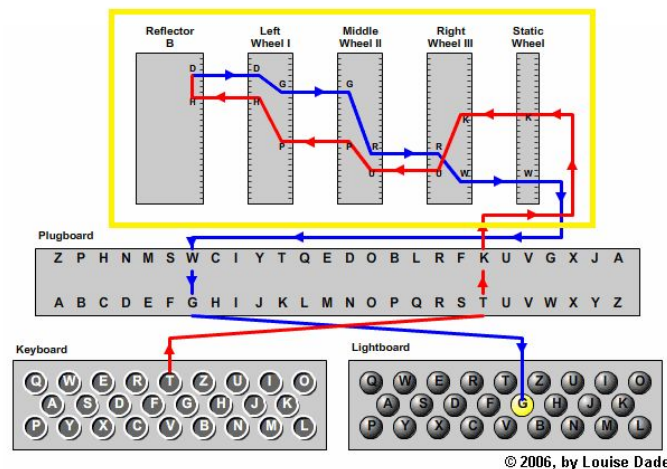 Reflector B
Left Wheel I
Middle Wheel II
Right Wheel III
Static Wheel
D D G G R R W W
H H P P U U K K
Plugboard
Z P H N M S W C I Y T Q E D O B L R F K U V G X J A
A B C D E F G H I J K L M N O P Q R S T U V W X Y Z
Keyboard
Q W E R T Z U I O
A S D F G H J K
P Y X C V B N M L
Lightboard
Q W E R T Z U I O
A S D F G H J K
P Y X C V B N M L
© 2006, by Louise Dade